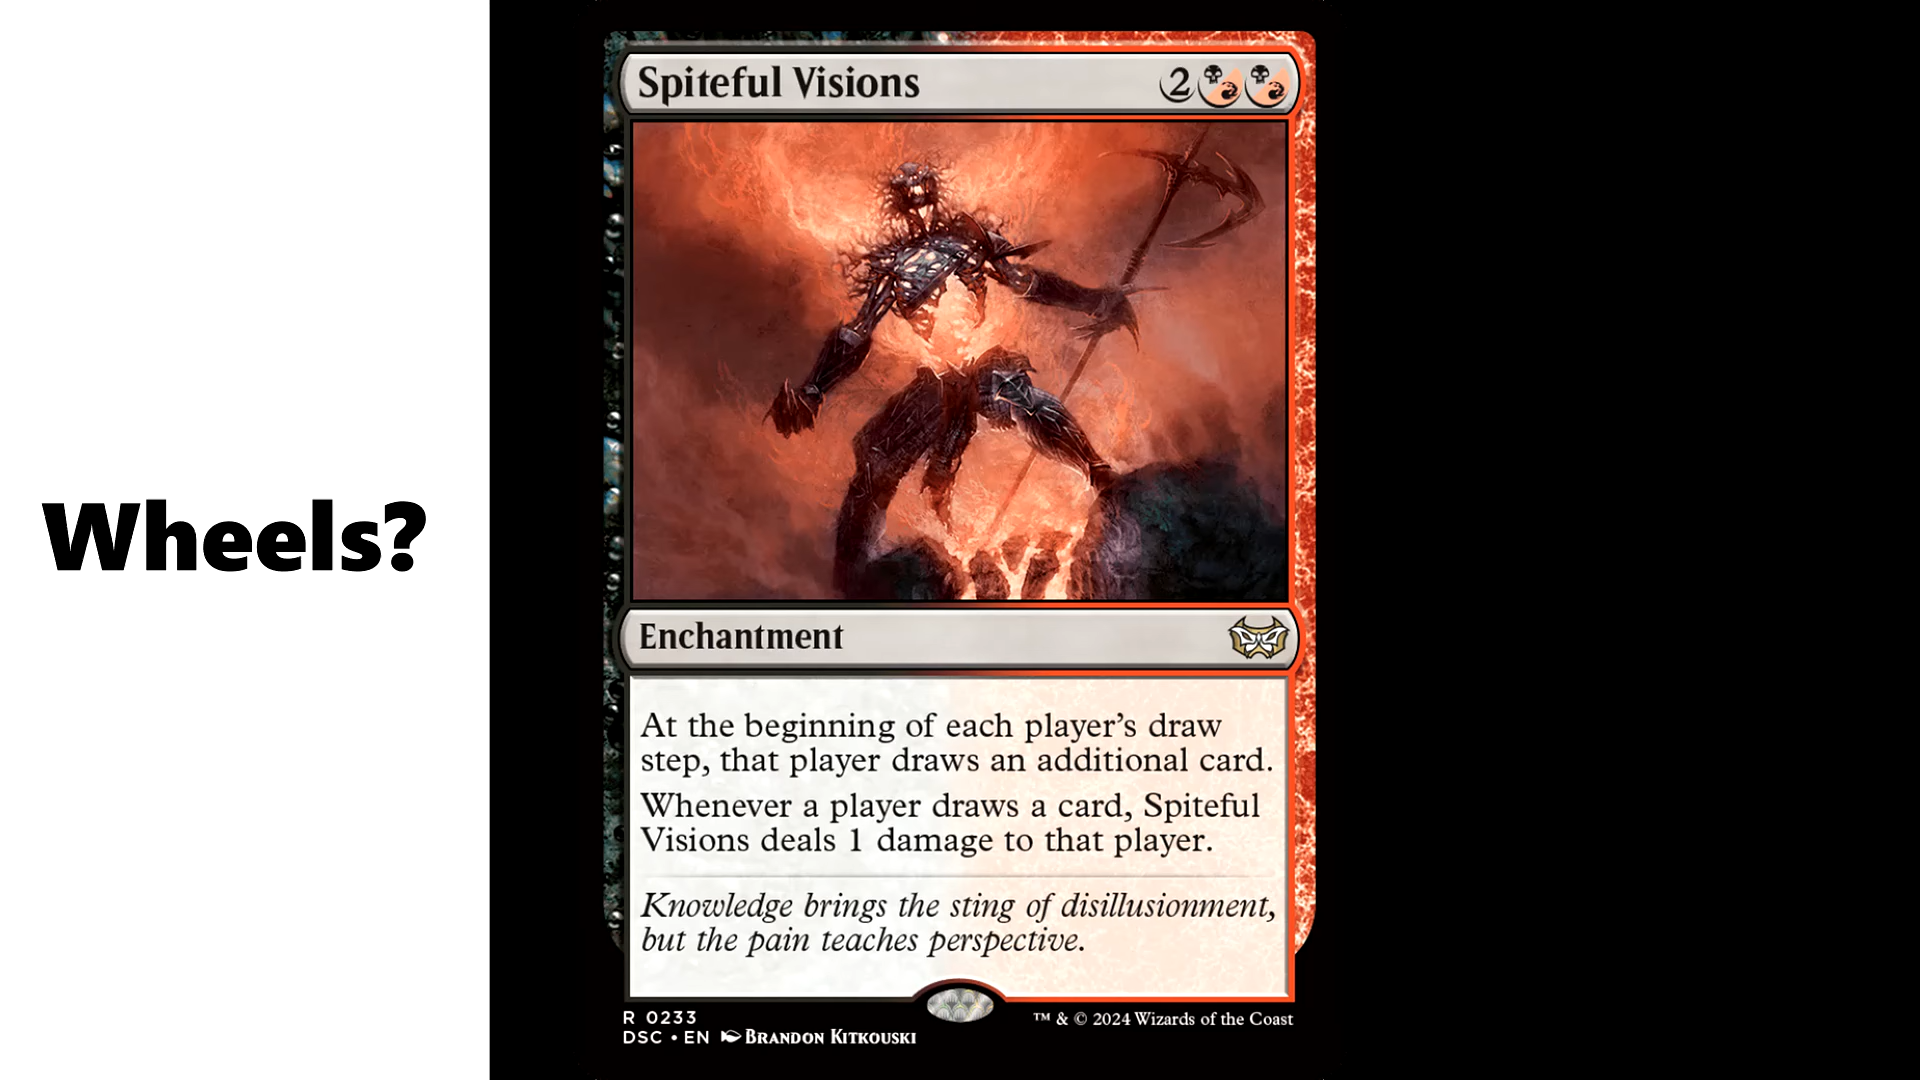 Wheels?
Spiteful Visions
2
Enchantment
At the beginning of each player's draw
step, that player draws an additional card.
Whenever a player draws a card, Spiteful
Visions deals 1 damage to that player.
Knowledge brings the sting of disillusionment,
but the pain teaches perspective.
R 0233
DSC • EN BRANDON KITKOUSKI
™ & © 2024 Wizards of the Coast